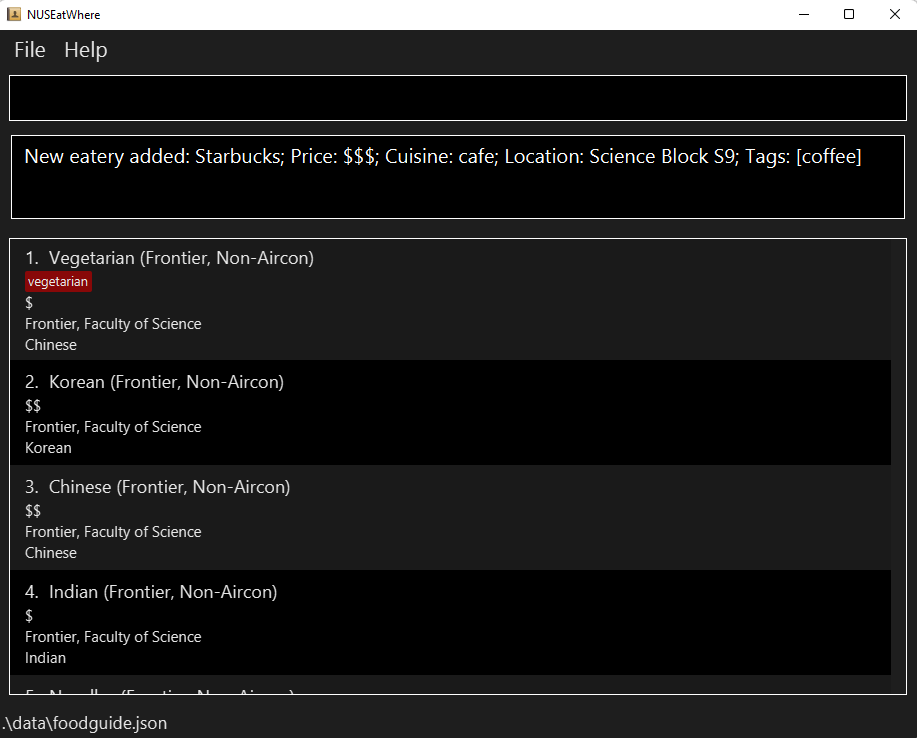 NUSEatWhere
File Help
New eatery added: Starbucks; Price: $$$; Cuisine: cafe; Location: Science Block S9; Tags: [coffee]
1. Vegetarian (Frontier, Non-Aircon)
vegetarian
$
Frontier, Faculty of Science
Chinese
2. Korean (Frontier, Non-Aircon)
$$
Frontier, Faculty of Science
Korean
3. Chinese (Frontier, Non-Aircon)
$$
Frontier, Faculty of Science
Chinese
4. Indian (Frontier, Non-Aircon)
$
Frontier, Faculty of Science
Indian
(Frontier, Non-Aircon)
.\data\foodguide.json